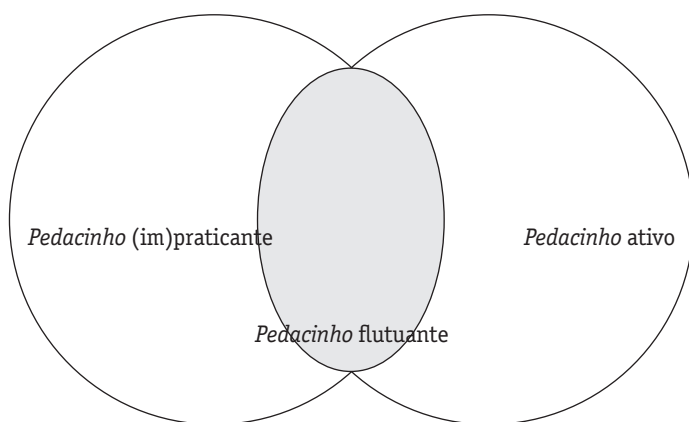 Pedacinho (im)praticante
Pedacinho ativo
Pedacinho flutuante